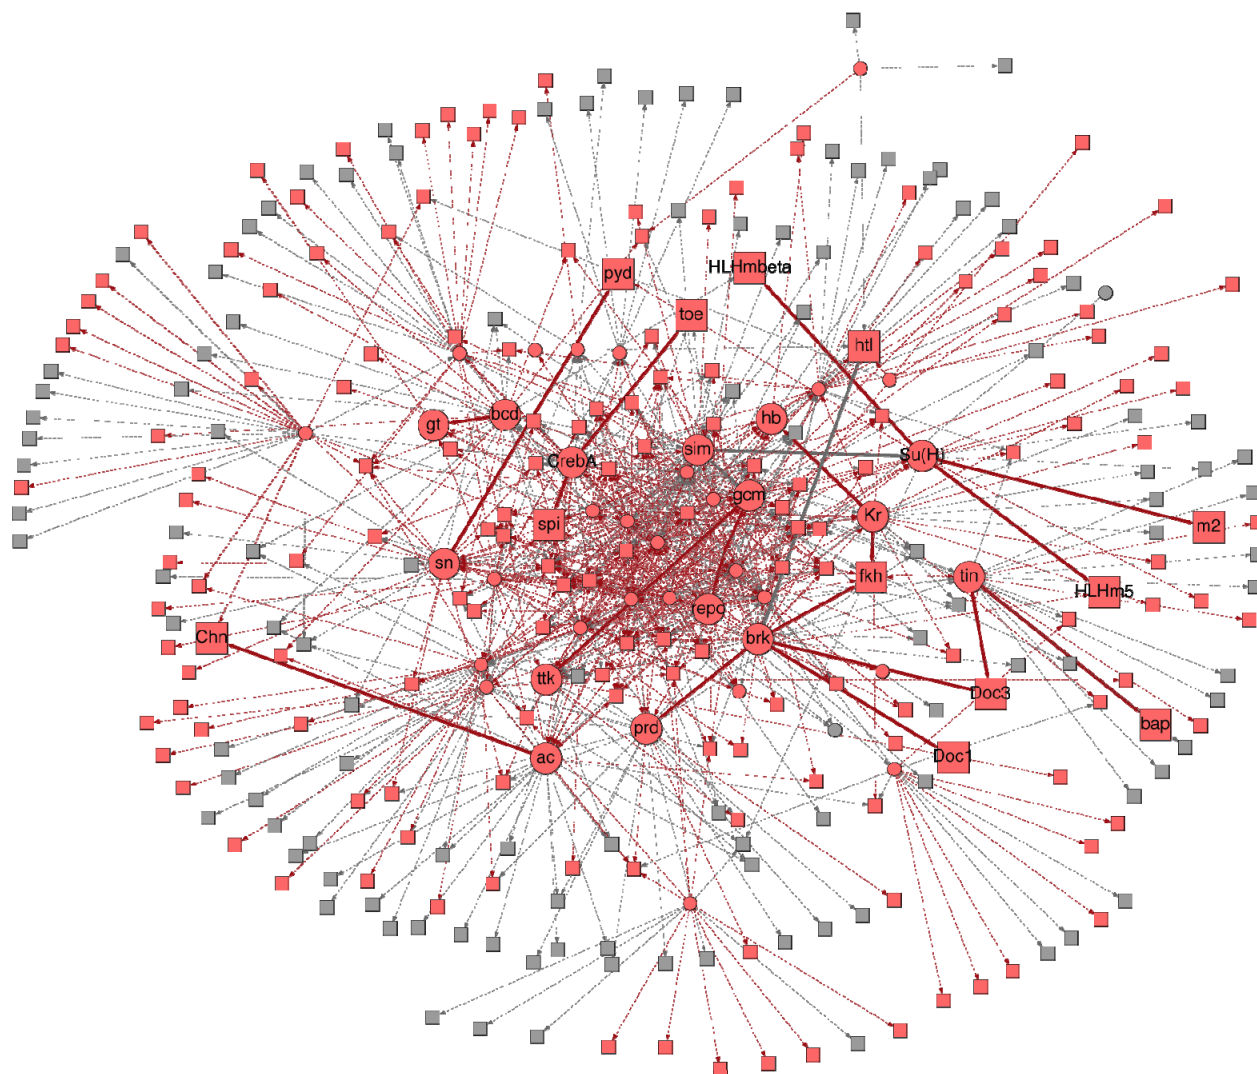 pyd
HLHmbeta
toe
htl
bcd
gt
hb
sim
CrebA
Su(H)
gcm
spi
Kr
m2
sn
fkh
tin
HLHm5
repo
Chn
brk
ttk
Doc3
prd
bap
ac
Doc1